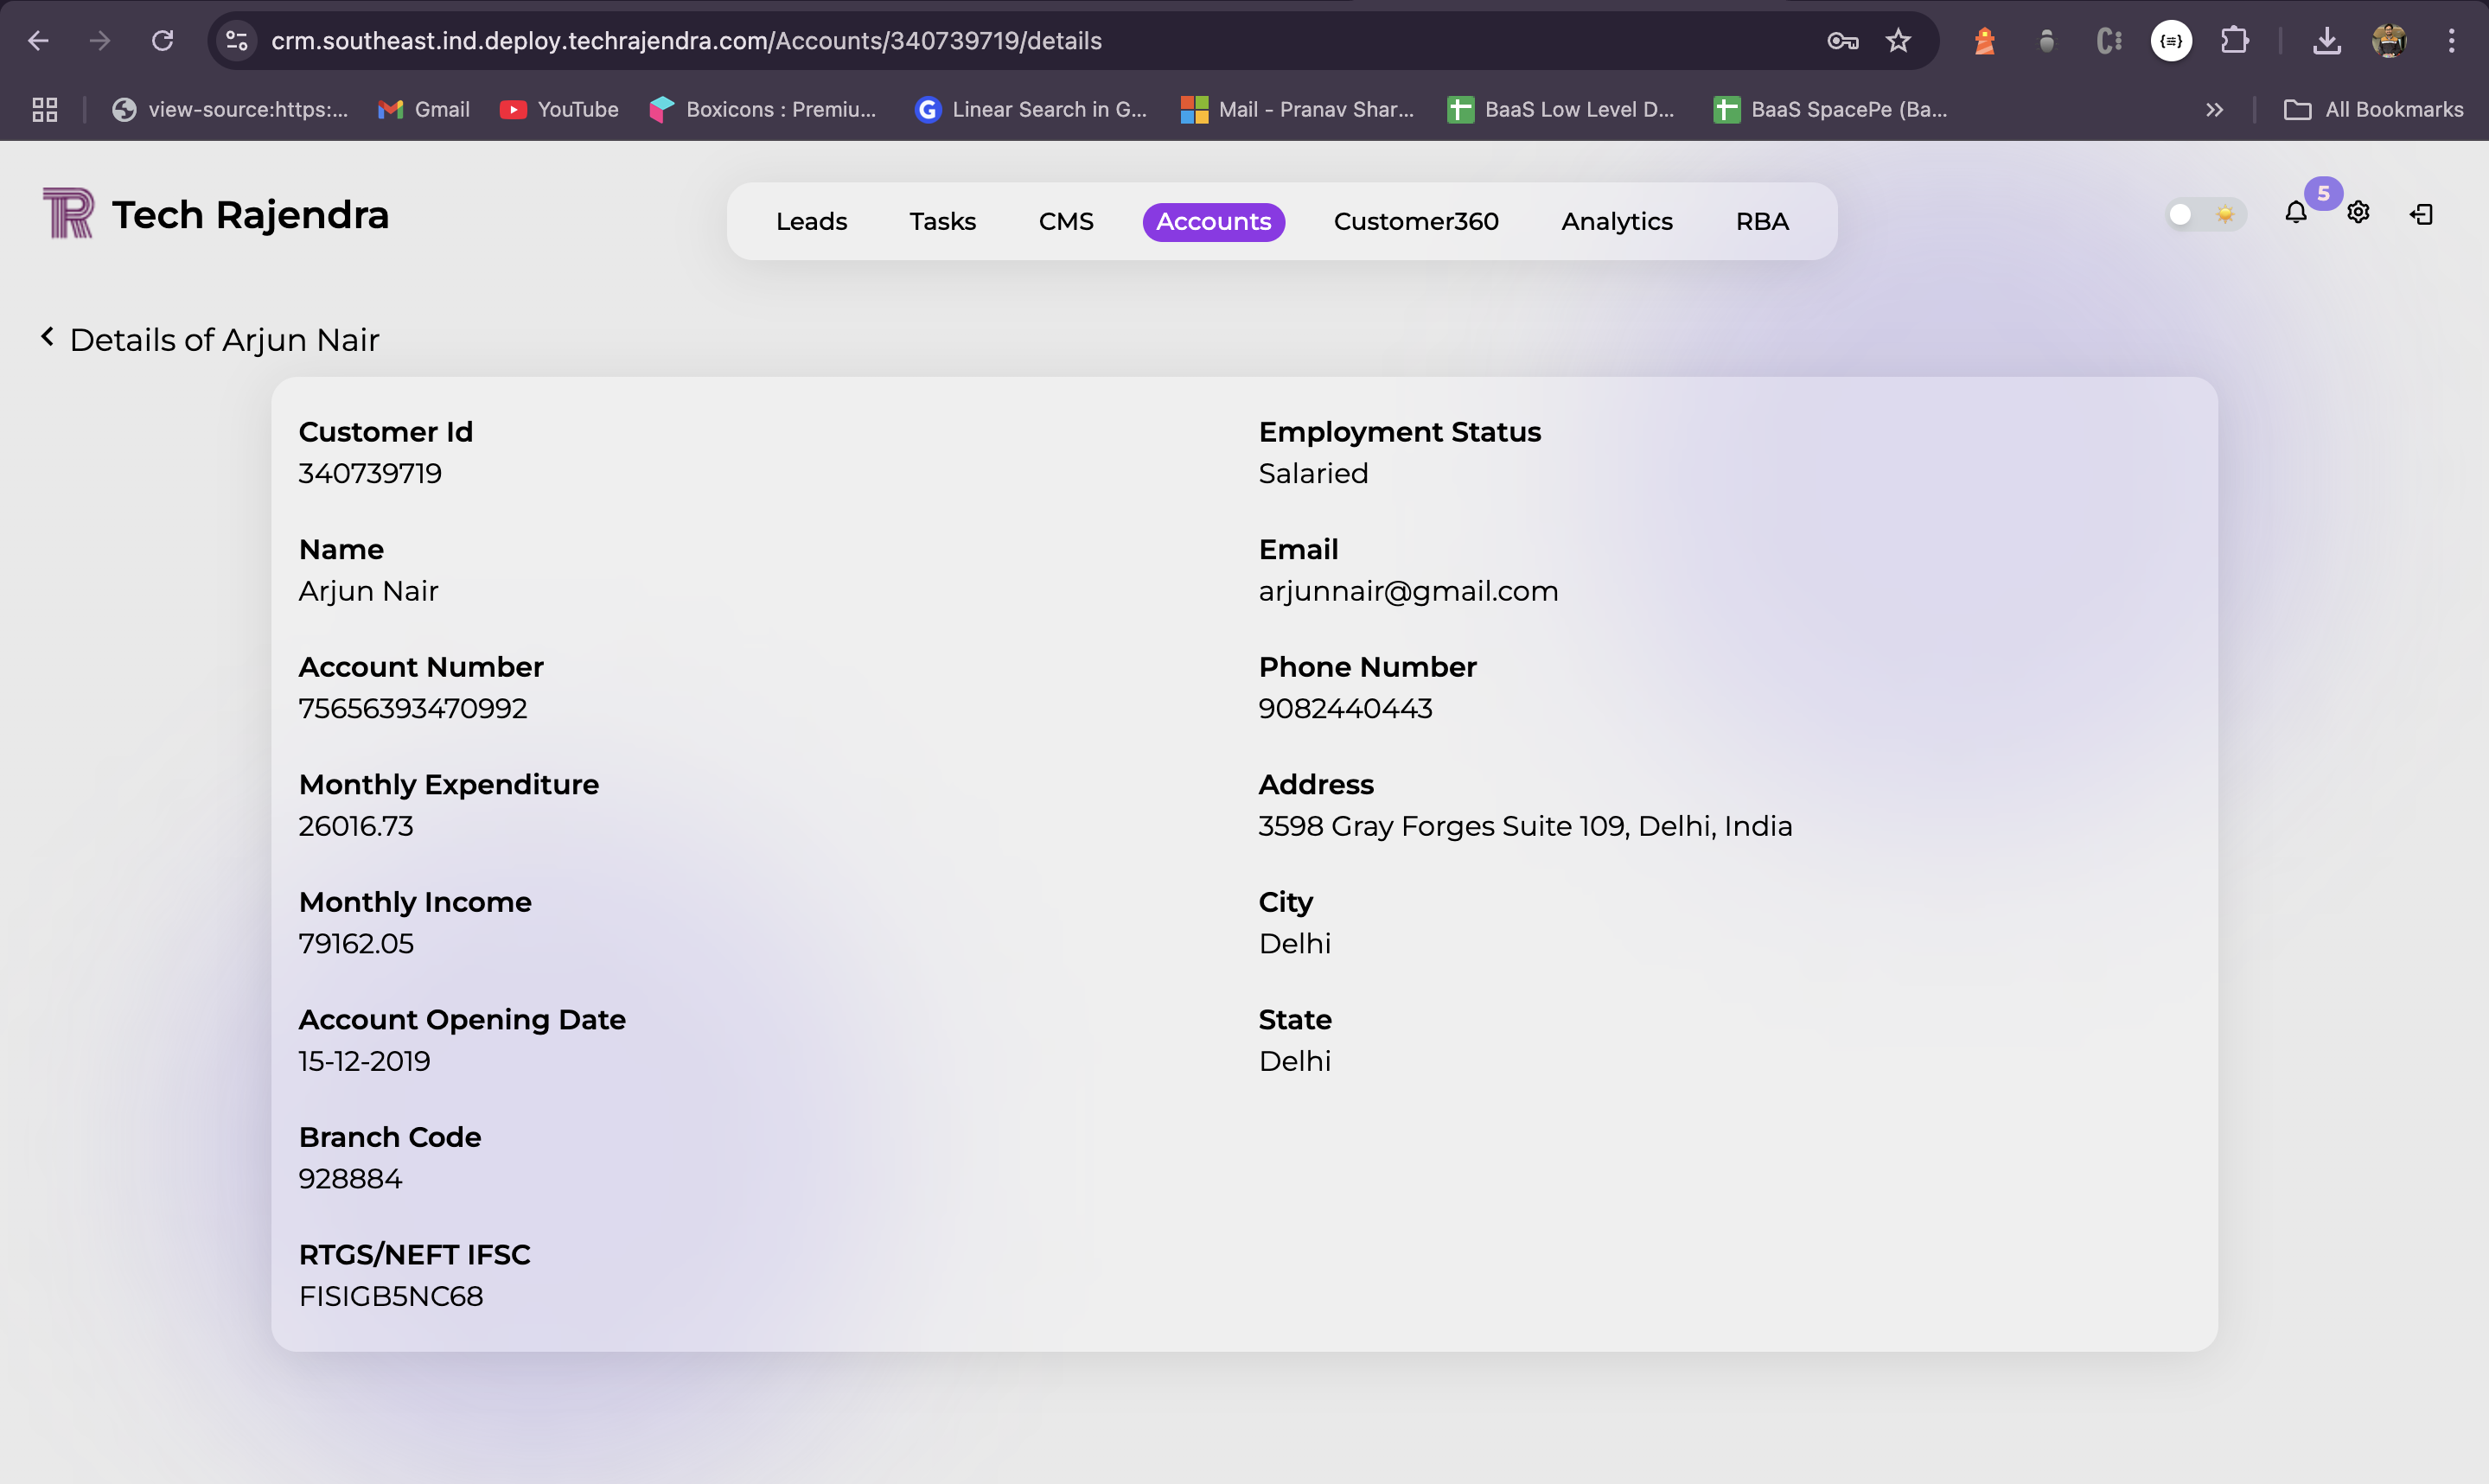 crm.southeast.ind.deploy.techrajendra.com/Accounts/340739719/details
view-source:https:... Gmail YouTube Boxicons : Premiu... Linear Search in G... Mail - Pranav Shar... BaaS Low Level D... BaaS SpacePe (Ba... » All Bookmarks
Tech Rajendra
Leads Tasks CMS Accounts Customer360 Analytics RBA
5
Details of Arjun Nair
Customer Id
340739719
Name
Arjun Nair
Account Number
75656393470992
Monthly Expenditure
26016.73
Monthly Income
79162.05
Account Opening Date
15-12-2019
Branch Code
928884
RTGS/NEFT IFSC
FISIGB5NC68
Employment Status
Salaried
Email
arjunnair@gmail.com
Phone Number
9082440443
Address
3598 Gray Forges Suite 109, Delhi, India
City
Delhi
State
Delhi